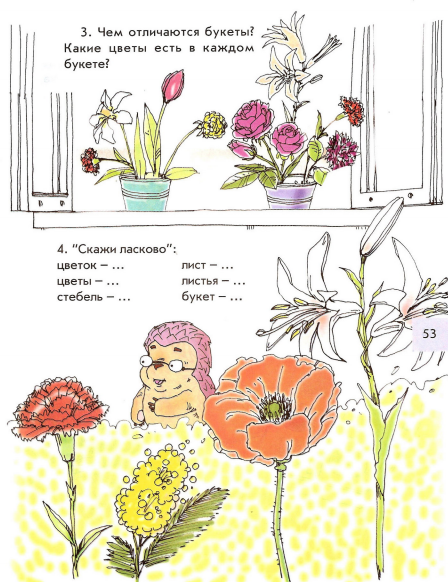 3. Чем отличаются букеты?
Какие цветы есть в каждом
букете?
4. "Скажи ласково":
цветок – ...
цветы – ...
стебель – ...
лист – ...
листья – ...
букет – ...
53